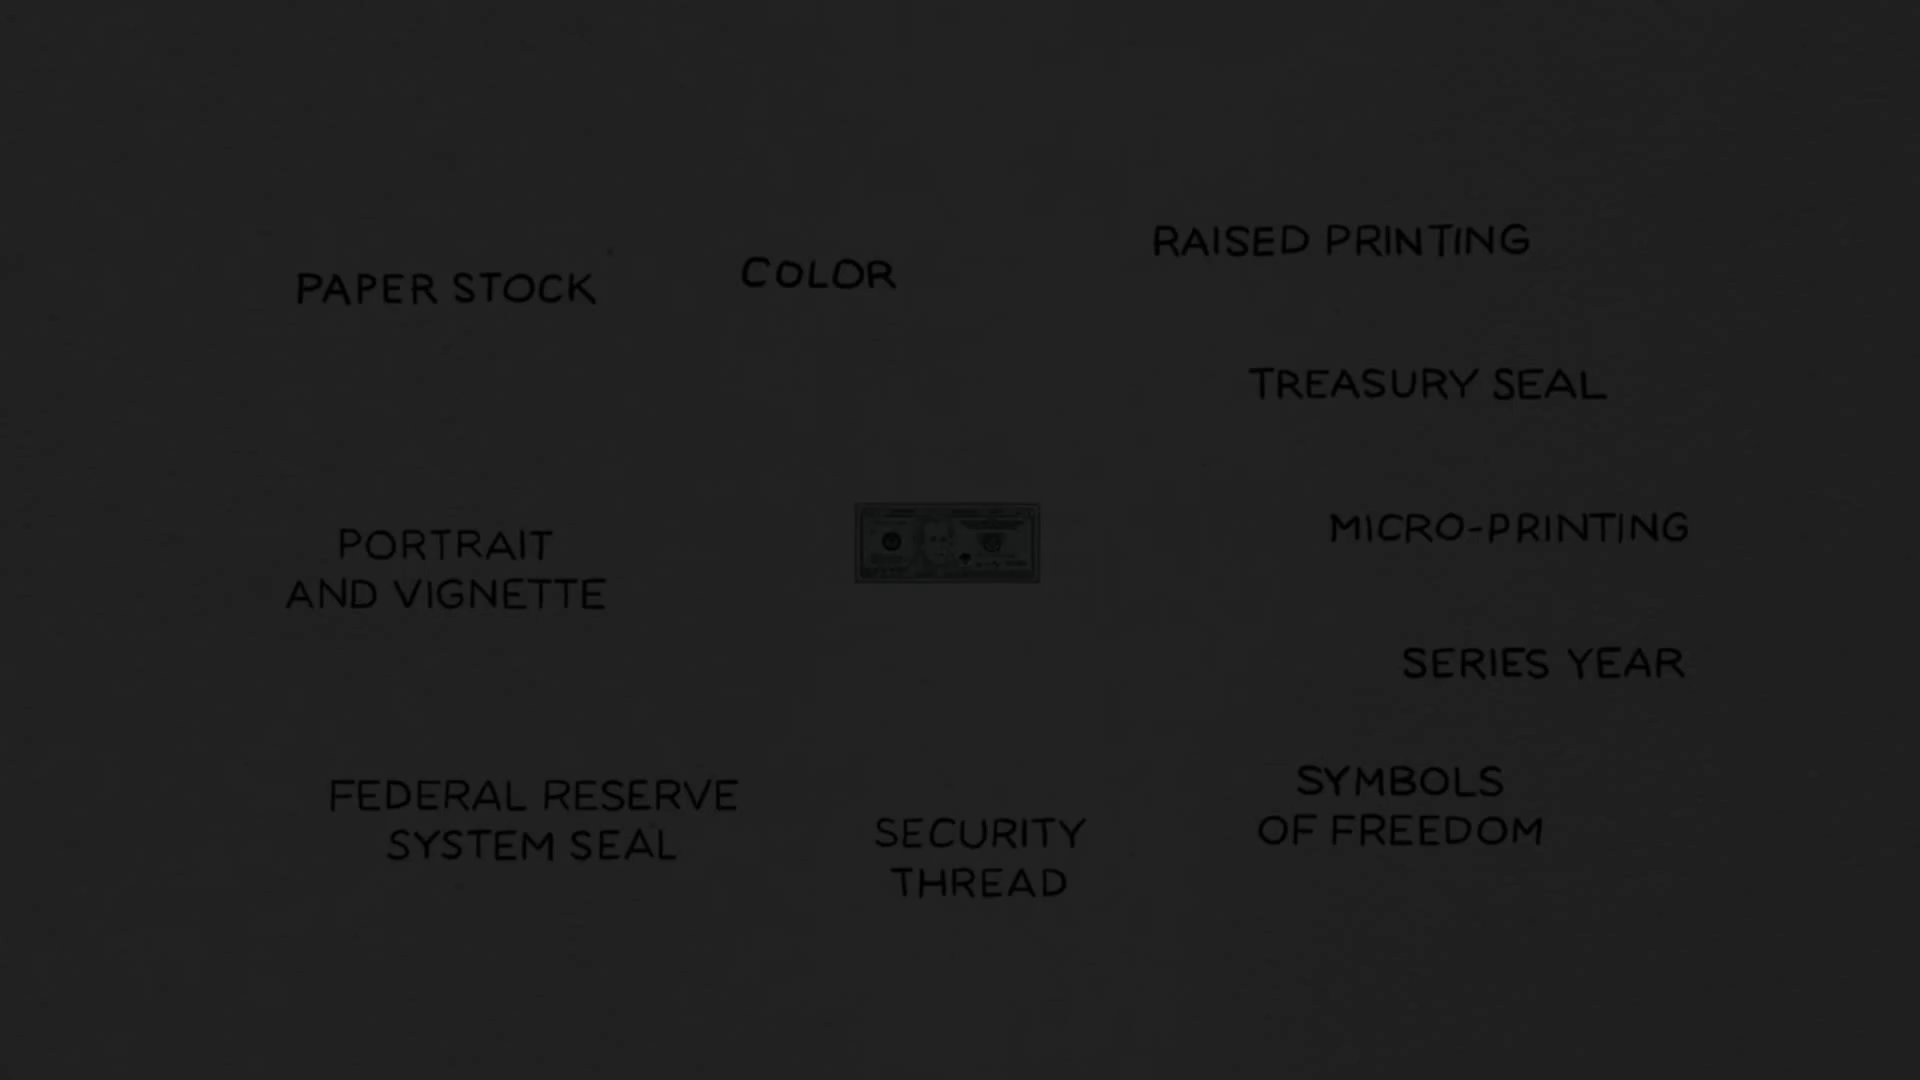 RAISED PRINTING
COLOR
PAPER STOCK
TREASURY SEAL
MICRO-PRINTING
PORTRAIT
AND VIGNETTE
SERIES YEAR
SYMBOLS
OF FREEDOM
FEDERAL RESERVE
SYSTEM SEAL
SECURITY
THREAD